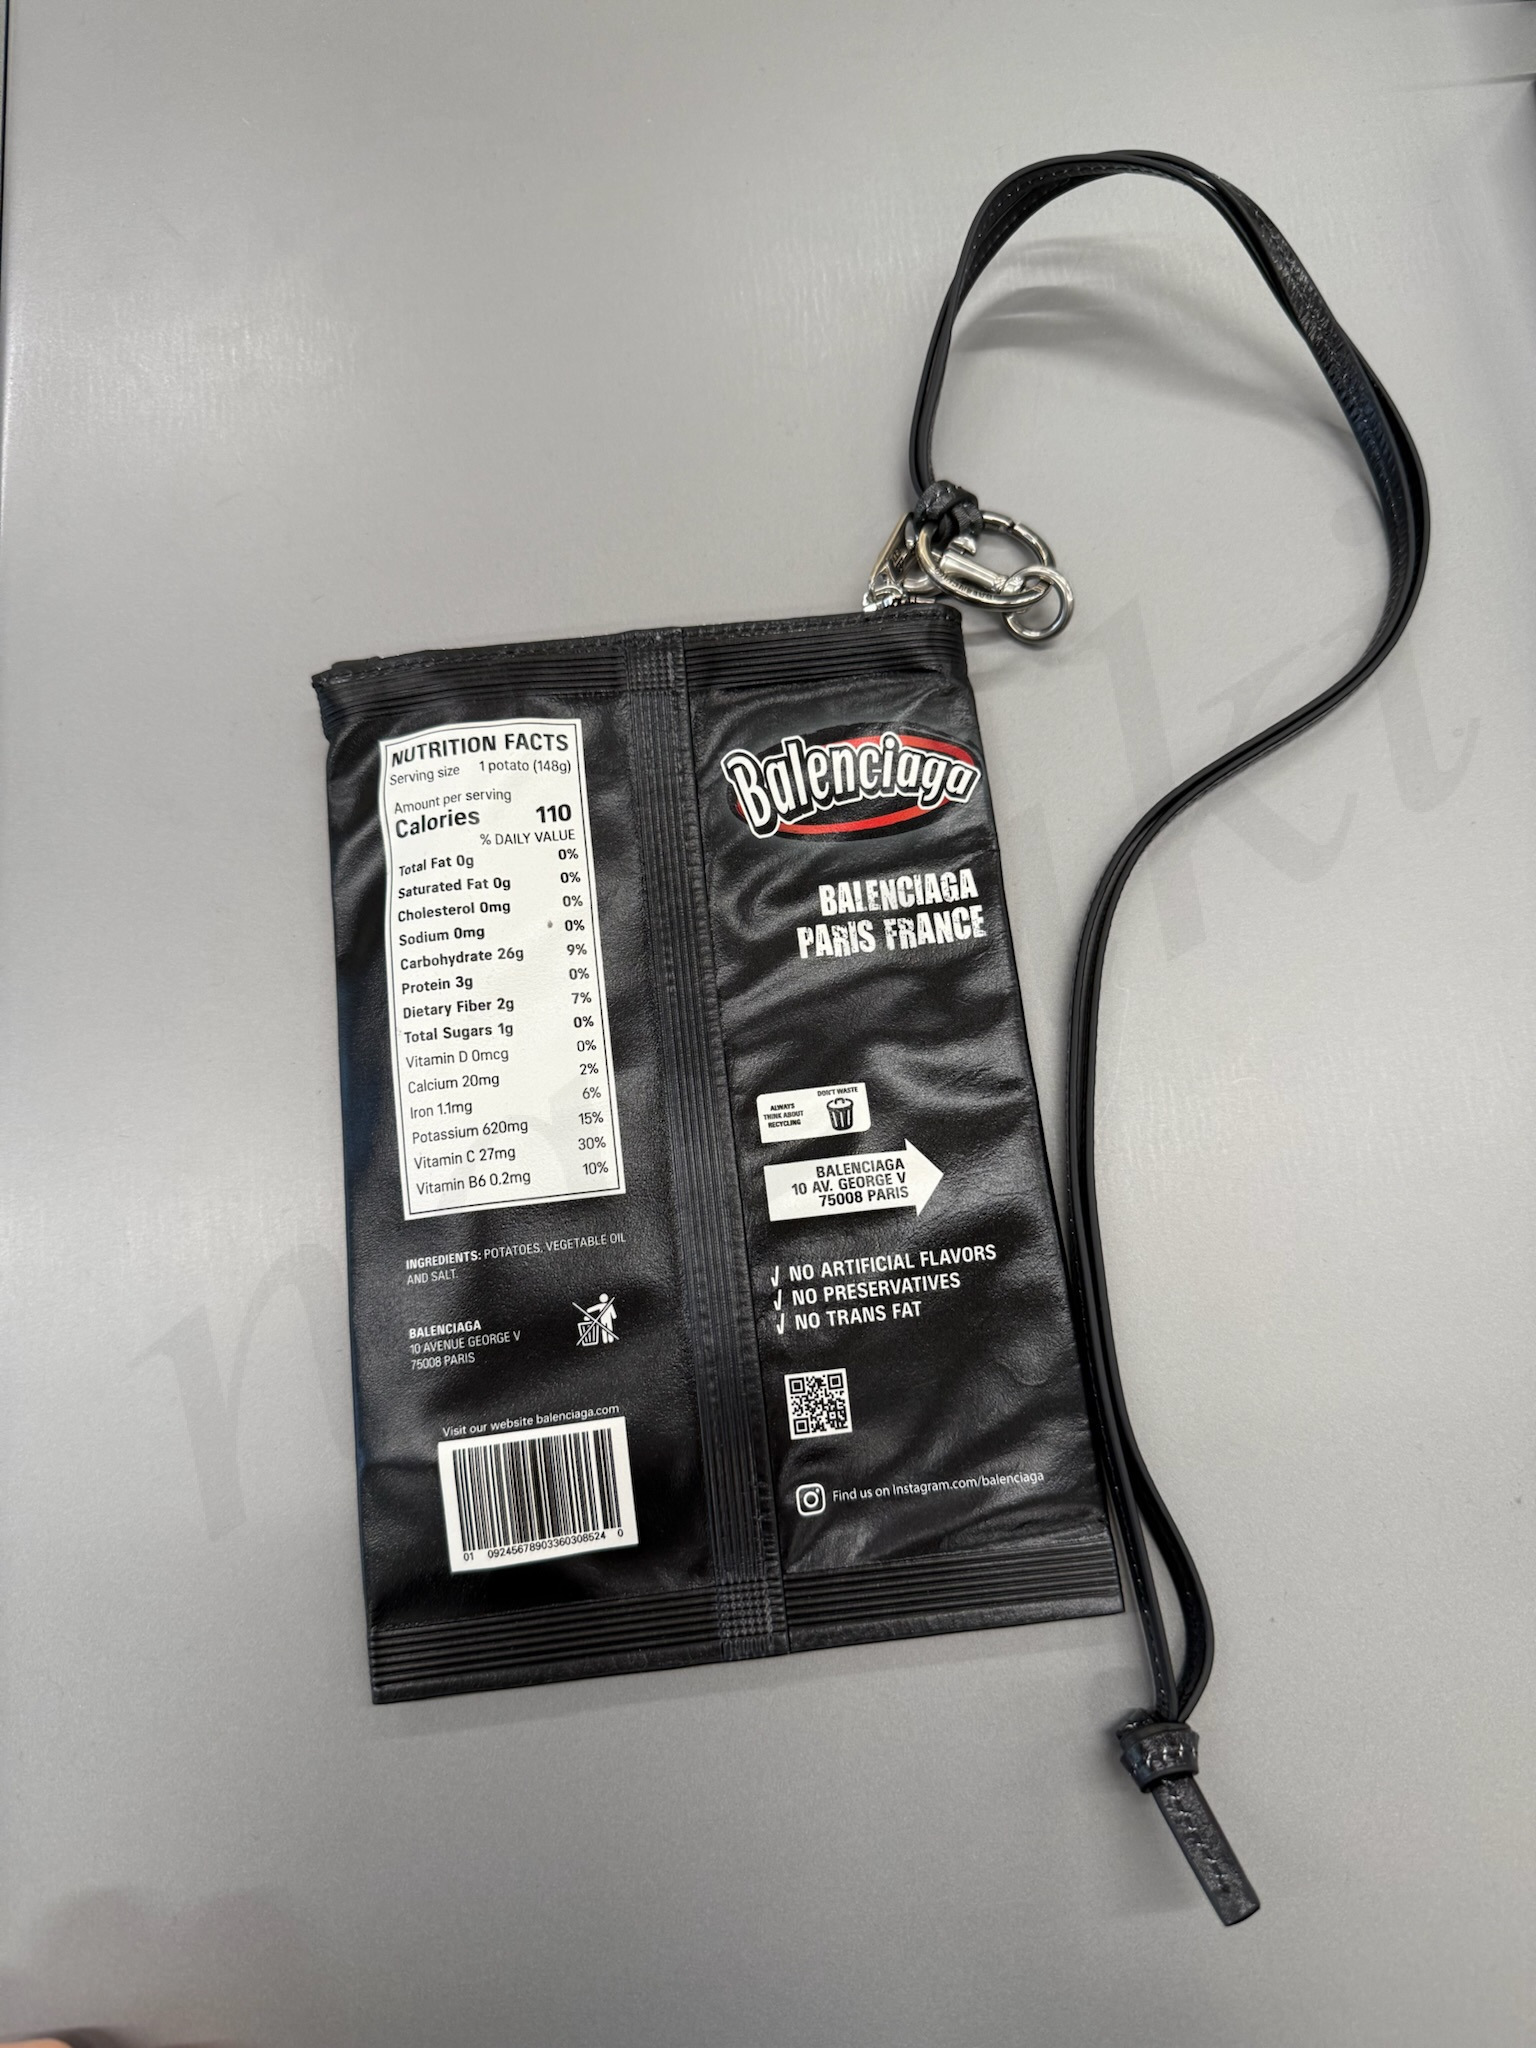 NUTRITION FACTS
Serving size 1 potato (148g)
Amount per serving
Calories 110
% DAILY VALUE
Total Fat 0g 0%
Saturated Fat 0g 0%
Cholesterol 0mg 0%
Sodium 0mg 0%
Carbohydrate 26g 9%
Protein 3g 0%
Dietary Fiber 2g 7%
Total Sugars 1g 0%
Vitamin D 0mcg 0%
Calcium 20mg 2%
Iron 1.1mg 6%
Potassium 620mg 15%
Vitamin C 27mg 30%
Vitamin B6 0.2mg 10%
INGREDIENTS: POTATOES, VEGETABLE OIL
AND SALT.
BALENCIAGA
10 AVENUE GEORGE V
75008 PARIS
Visit our website balenciaga.com
01 09245678903360308524 0
Balenciaga
BALENCIAGA
PARIS FRANCE
DON'T WASTE
ALWAYS
THINK ABOUT
RECYCLING
BALENCIAGA
10 AV. GEORGE V
75008 PARIS
NO ARTIFICIAL FLAVORS
NO PRESERVATIVES
NO TRANS FAT
Find us on Instagram.com/balenciaga